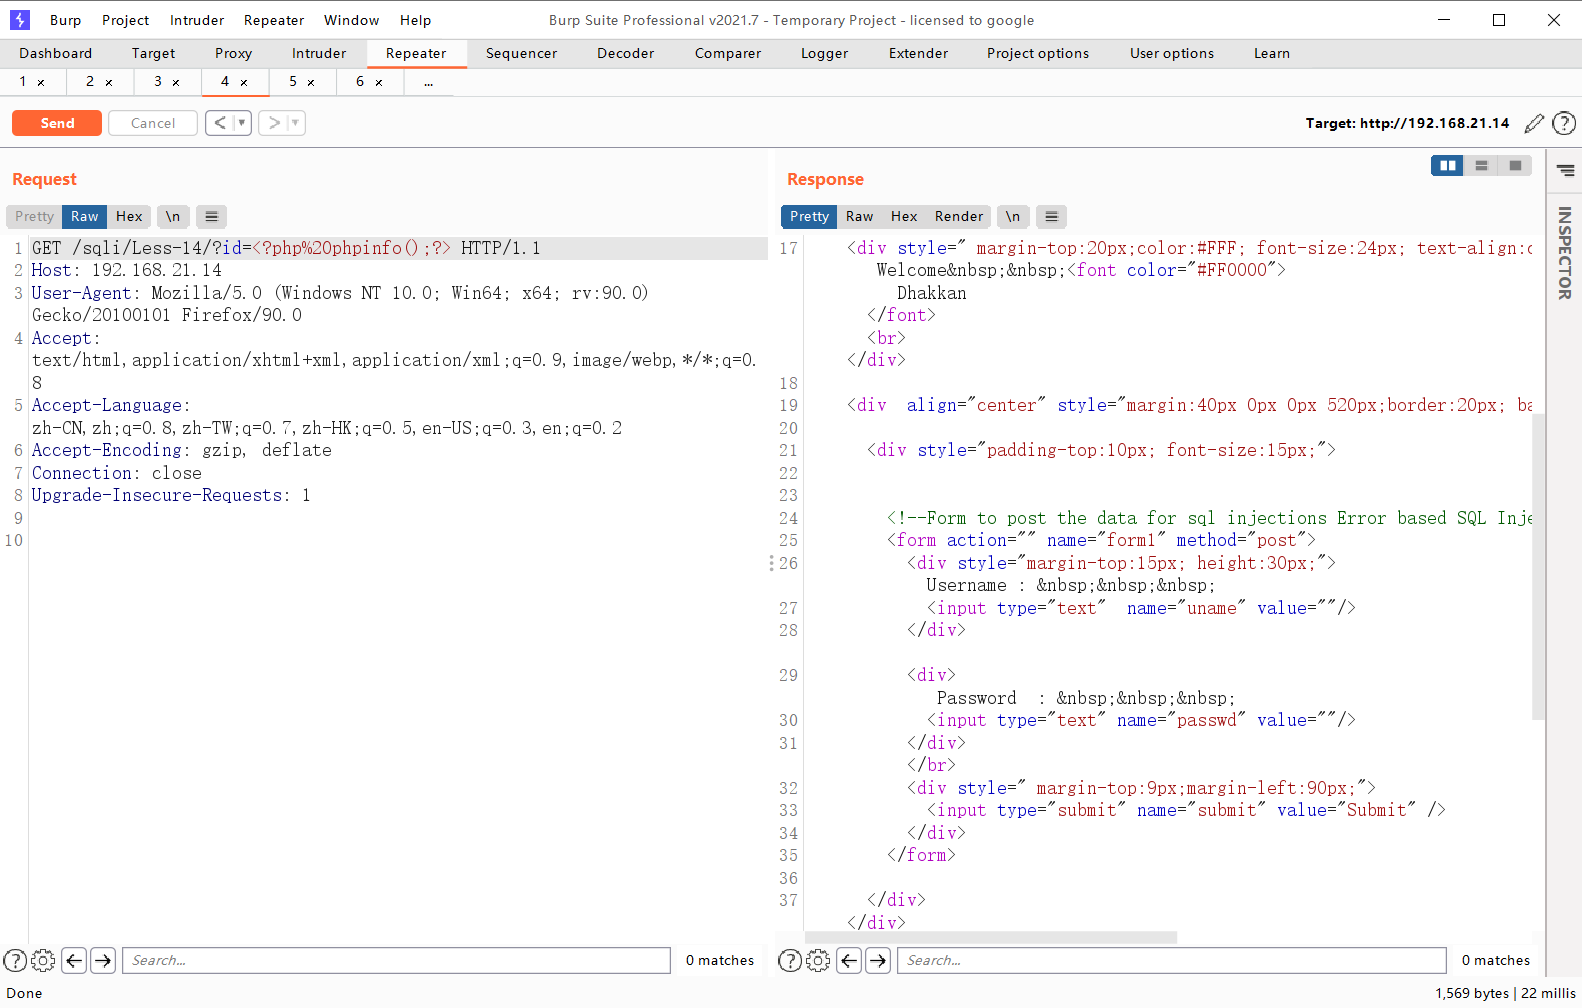 Burp Project Intruder Repeater Window Help Burp Suite Professional v2021.7 - Temporary Project - licensed to google
Dashboard Target Proxy Intruder Repeater Sequencer Decoder Comparer Logger Extender Project options User options Learn
1 × 2 × 3 × 4 × 5 × 6 × ...
Send Cancel < > Target: http://192.168.21.14 ?
Request
Pretty Raw Hex \n
1 GET /sqli/Less-14/?id=<?php%20phpinfo();?> HTTP/1.1
2 Host: 192.168.21.14
3 User-Agent: Mozilla/5.0 (Windows NT 10.0; Win64; x64; rv:90.0)
Gecko/20100101 Firefox/90.0
4 Accept:
text/html,application/xhtml+xml,application/xml;q=0.9,image/webp,*/*;q=0.
8
5 Accept-Language:
zh-CN,zh;q=0.8,zh-TW;q=0.7,zh-HK;q=0.5,en-US;q=0.3,en;q=0.2
6 Accept-Encoding: gzip, deflate
7 Connection: close
8 Upgrade-Insecure-Requests: 1
9
10
? Search... 0 matches
Response
Pretty Raw Hex Render \n
INSPECTOR
17 <div style=" margin-top:20px;color:#FFF; font-size:24px; text-align:c
Welcome&nbsp;&nbsp;<font color="#FF0000">
Dhakkan
</font>
<br>
</div>
18
19 <div  align="center" style="margin:40px 0px 0px 520px;border:20px; ba
20
21 <div style="padding-top:10px; font-size:15px;">
22
23
24 <!--Form to post the data for sql injections Error based SQL Inje
25 <form action="" name="form1" method="post">
26 <div style="margin-top:15px; height:30px;">
Username : &nbsp;&nbsp;&nbsp;
27 <input type="text"  name="uname" value=""/>
28 </div>
29 <div>
Password  : &nbsp;&nbsp;&nbsp;
30 <input type="text" name="passwd" value=""/>
31 </div>
</br>
32 <div style=" margin-top:9px;margin-left:90px;">
33 <input type="submit" name="submit" value="Submit" />
34 </div>
35 </form>
36
37 </div>
</div>
? Search... 0 matches
Done 1,569 bytes | 22 millis